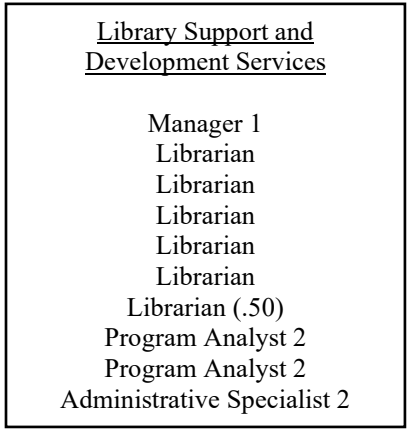 Library Support and
Development Services
Manager 1
Librarian
Librarian
Librarian
Librarian
Librarian
Librarian (.50)
Program Analyst 2
Program Analyst 2
Administrative Specialist 2